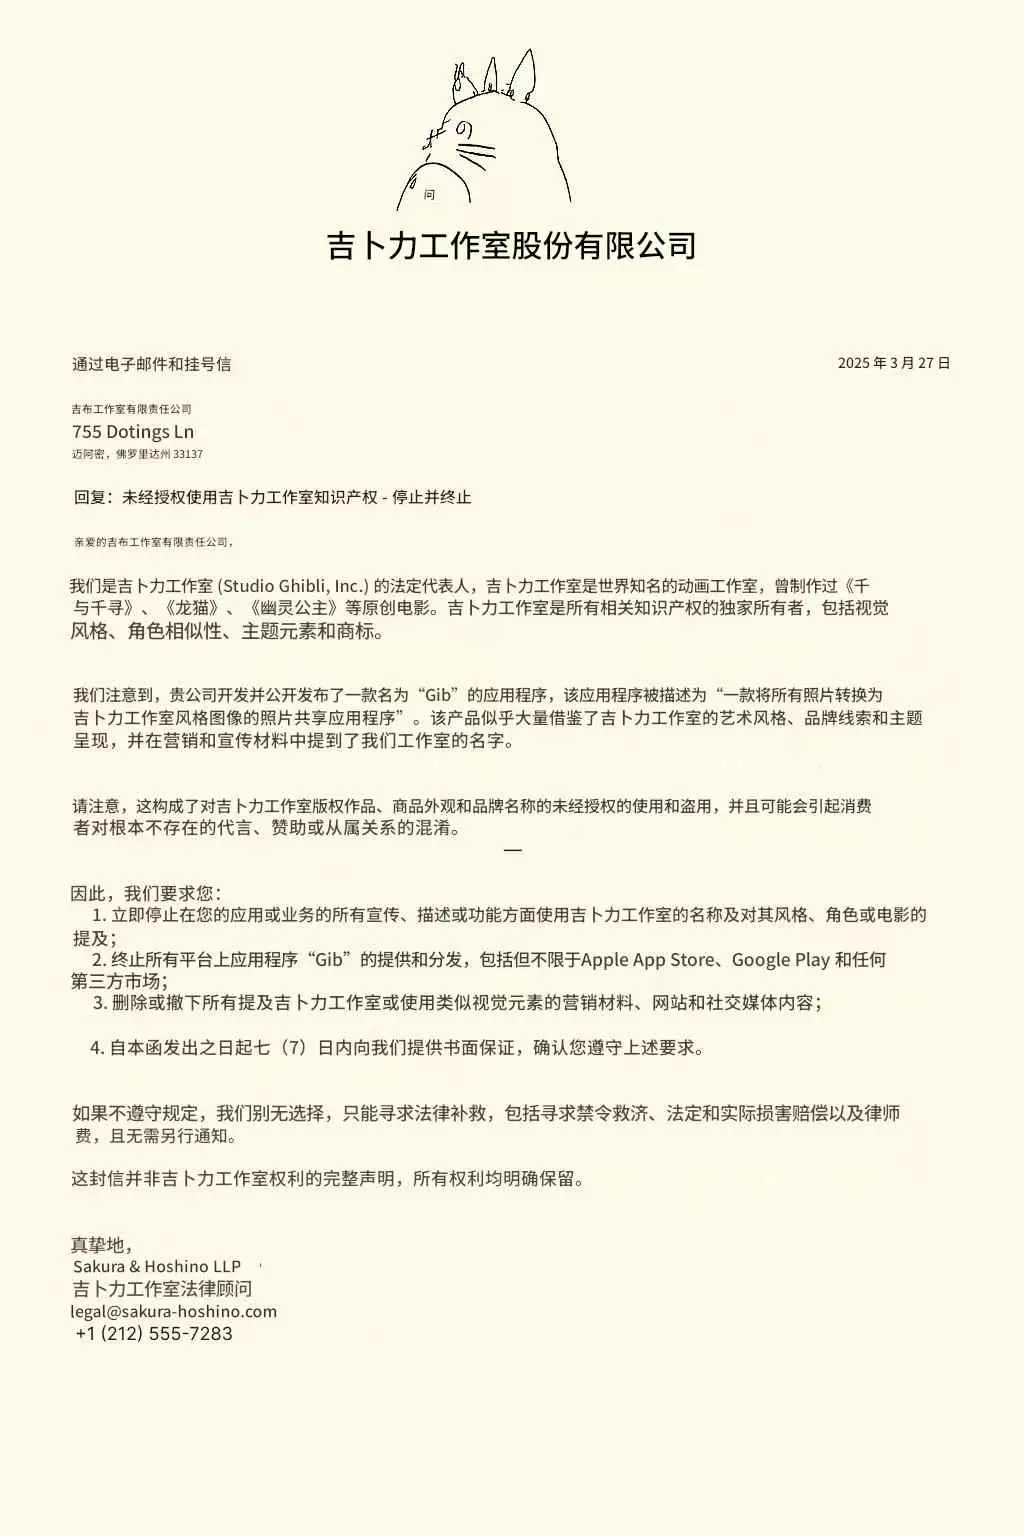 问
吉卜力工作室股份有限公司
通过电子邮件和挂号信
2025 年 3 月 27 日
吉布工作室有限责任公司
755 Dotings Ln
迈阿密，佛罗里达州 33137
回复：未经授权使用吉卜力工作室知识产权 - 停止并终止
亲爱的吉布工作室有限责任公司，
我们是吉卜力工作室 (Studio Ghibli, Inc.) 的法定代表人，吉卜力工作室是世界知名的动画工作室，曾制作过《千
与千寻》、《龙猫》、《幽灵公主》等原创电影。吉卜力工作室是所有相关知识产权的独家所有者，包括视觉
风格、角色相似性、主题元素和商标。
我们注意到，贵公司开发并公开发布了一款名为“Gib”的应用程序，该应用程序被描述为“一款将所有照片转换为
吉卜力工作室风格图像的照片共享应用程序”。该产品似乎大量借鉴了吉卜力工作室的艺术风格、品牌线索和主题
呈现，并在营销和宣传材料中提到了我们工作室的名字。
请注意，这构成了对吉卜力工作室版权作品、商品外观和品牌名称的未经授权的使用和盗用，并且可能会引起消费
者对根本不存在的代言、赞助或从属关系的混淆。
—
因此，我们要求您：
1. 立即停止在您的应用或业务的所有宣传、描述或功能方面使用吉卜力工作室的名称及对其风格、角色或电影的
提及；
2. 终止所有平台上应用程序“Gib”的提供和分发，包括但不限于Apple App Store、Google Play 和任何
第三方市场；
3. 删除或撤下所有提及吉卜力工作室或使用类似视觉元素的营销材料、网站和社交媒体内容；
4. 自本函发出之日起七（7）日内向我们提供书面保证，确认您遵守上述要求。
如果不遵守规定，我们别无选择，只能寻求法律补救，包括寻求禁令救济、法定和实际损害赔偿以及律师
费，且无需另行通知。
这封信并非吉卜力工作室权利的完整声明，所有权利均明确保留。
真挚地，
Sakura & Hoshino LLP
吉卜力工作室法律顾问
legal@sakura-hoshino.com
+1 (212) 555-7283